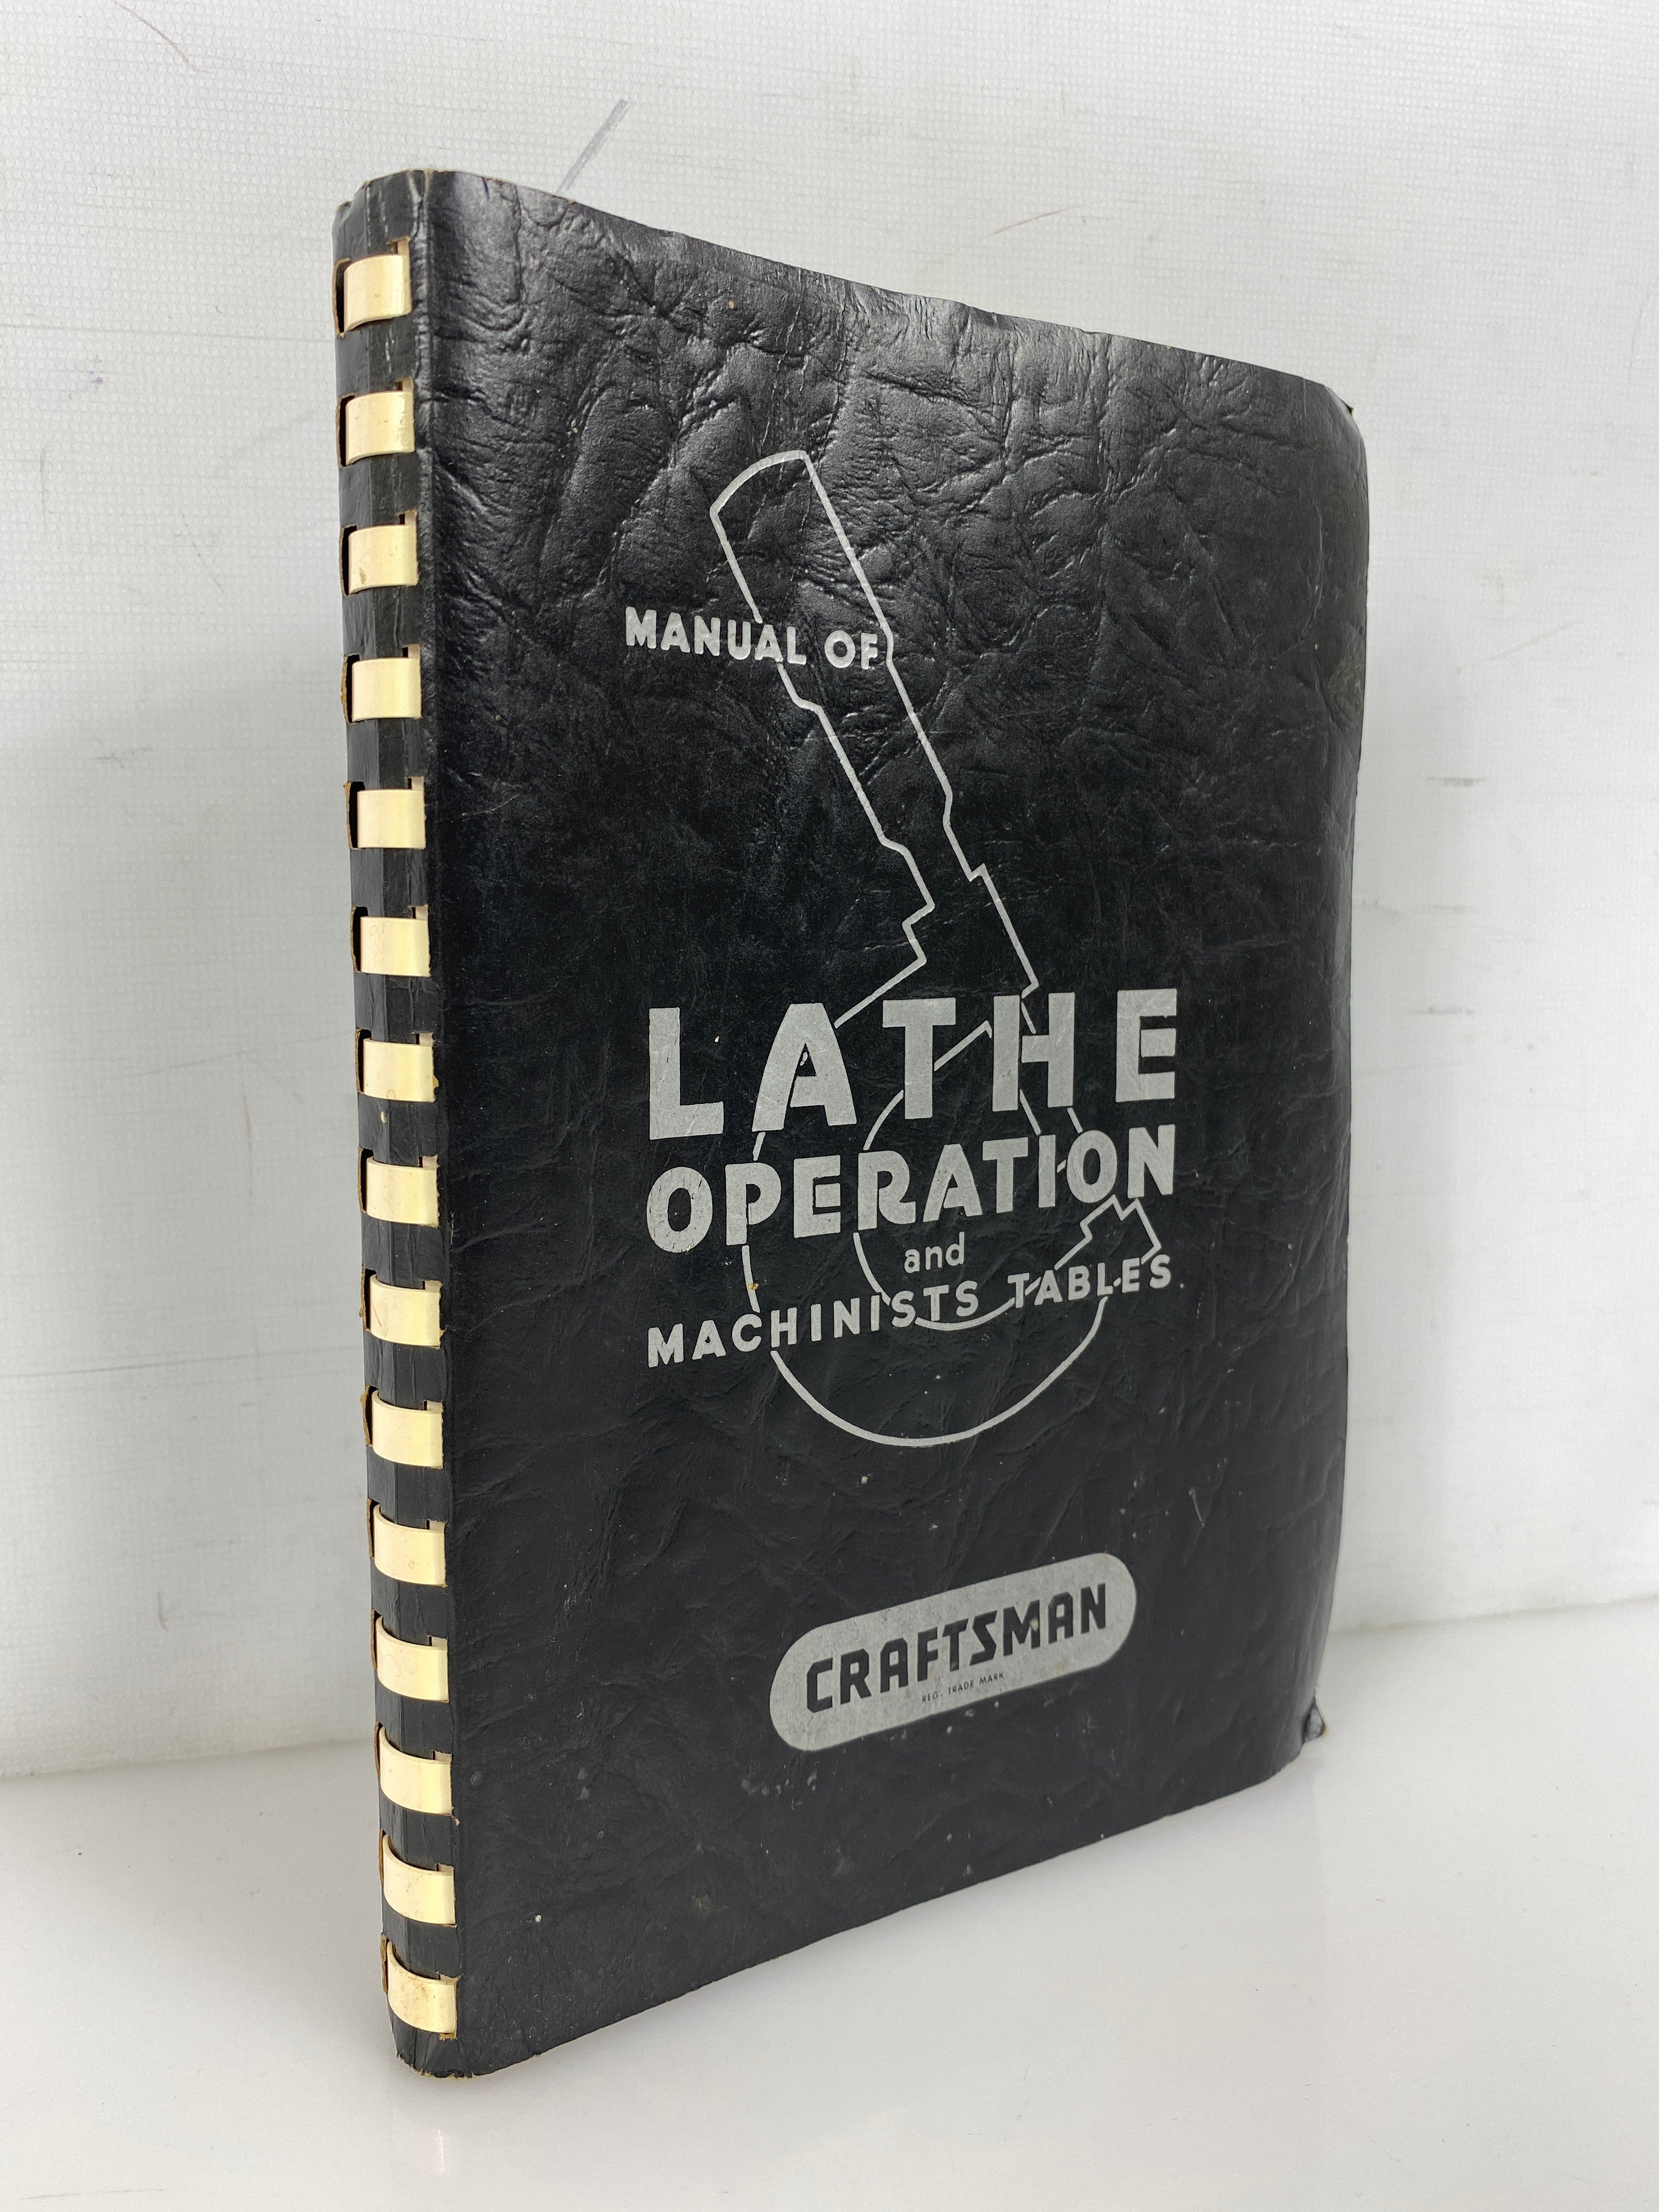 MANUAL OF
LATHE
OPERATION
and
MACHINISTS TABLES
CRAFTSMAN
REG. TRADE MARK